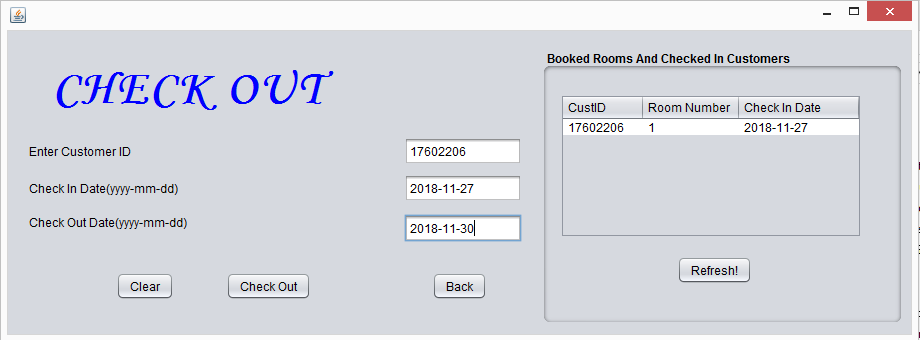 CHECK OUT
Enter Customer ID 17602206
Check In Date(yyyy-mm-dd) 2018-11-27
Check Out Date(yyyy-mm-dd) 2018-11-30
Clear Check Out Back
Booked Rooms And Checked In Customers
CustID Room Number Check In Date
17602206 1 2018-11-27
Refresh!